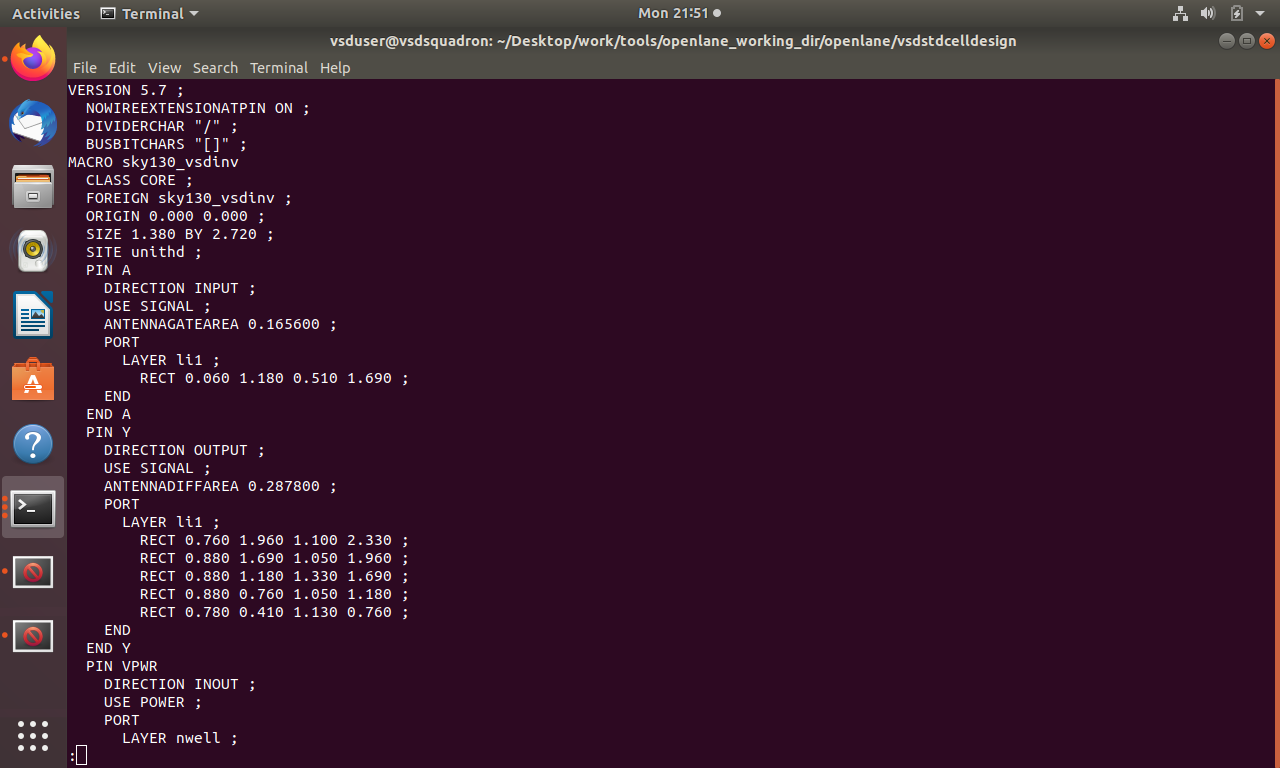 Activities Terminal Mon 21:51
vsduser@vsdsquadron: ~/Desktop/work/tools/openlane_working_dir/openlane/vsdstdcelldesign
File Edit View Search Terminal Help
VERSION 5.7 ;
NOWIREEXTENSIONATPIN ON ;
DIVIDERCHAR "/" ;
BUSBITCHARS "[]" ;
MACRO sky130_vsdinv
CLASS CORE ;
FOREIGN sky130_vsdinv ;
ORIGIN 0.000 0.000 ;
SIZE 1.380 BY 2.720 ;
SITE unithd ;
PIN A
DIRECTION INPUT ;
USE SIGNAL ;
ANTENNAGATEAREA 0.165600 ;
PORT
LAYER li1 ;
RECT 0.060 1.180 0.510 1.690 ;
END
END A
PIN Y
DIRECTION OUTPUT ;
USE SIGNAL ;
ANTENNADIFFAREA 0.287800 ;
PORT
LAYER li1 ;
RECT 0.760 1.960 1.100 2.330 ;
RECT 0.880 1.690 1.050 1.960 ;
RECT 0.880 1.180 1.330 1.690 ;
RECT 0.880 0.760 1.050 1.180 ;
RECT 0.780 0.410 1.130 0.760 ;
END
END Y
PIN VPWR
DIRECTION INOUT ;
USE POWER ;
PORT
LAYER nwell ;
: